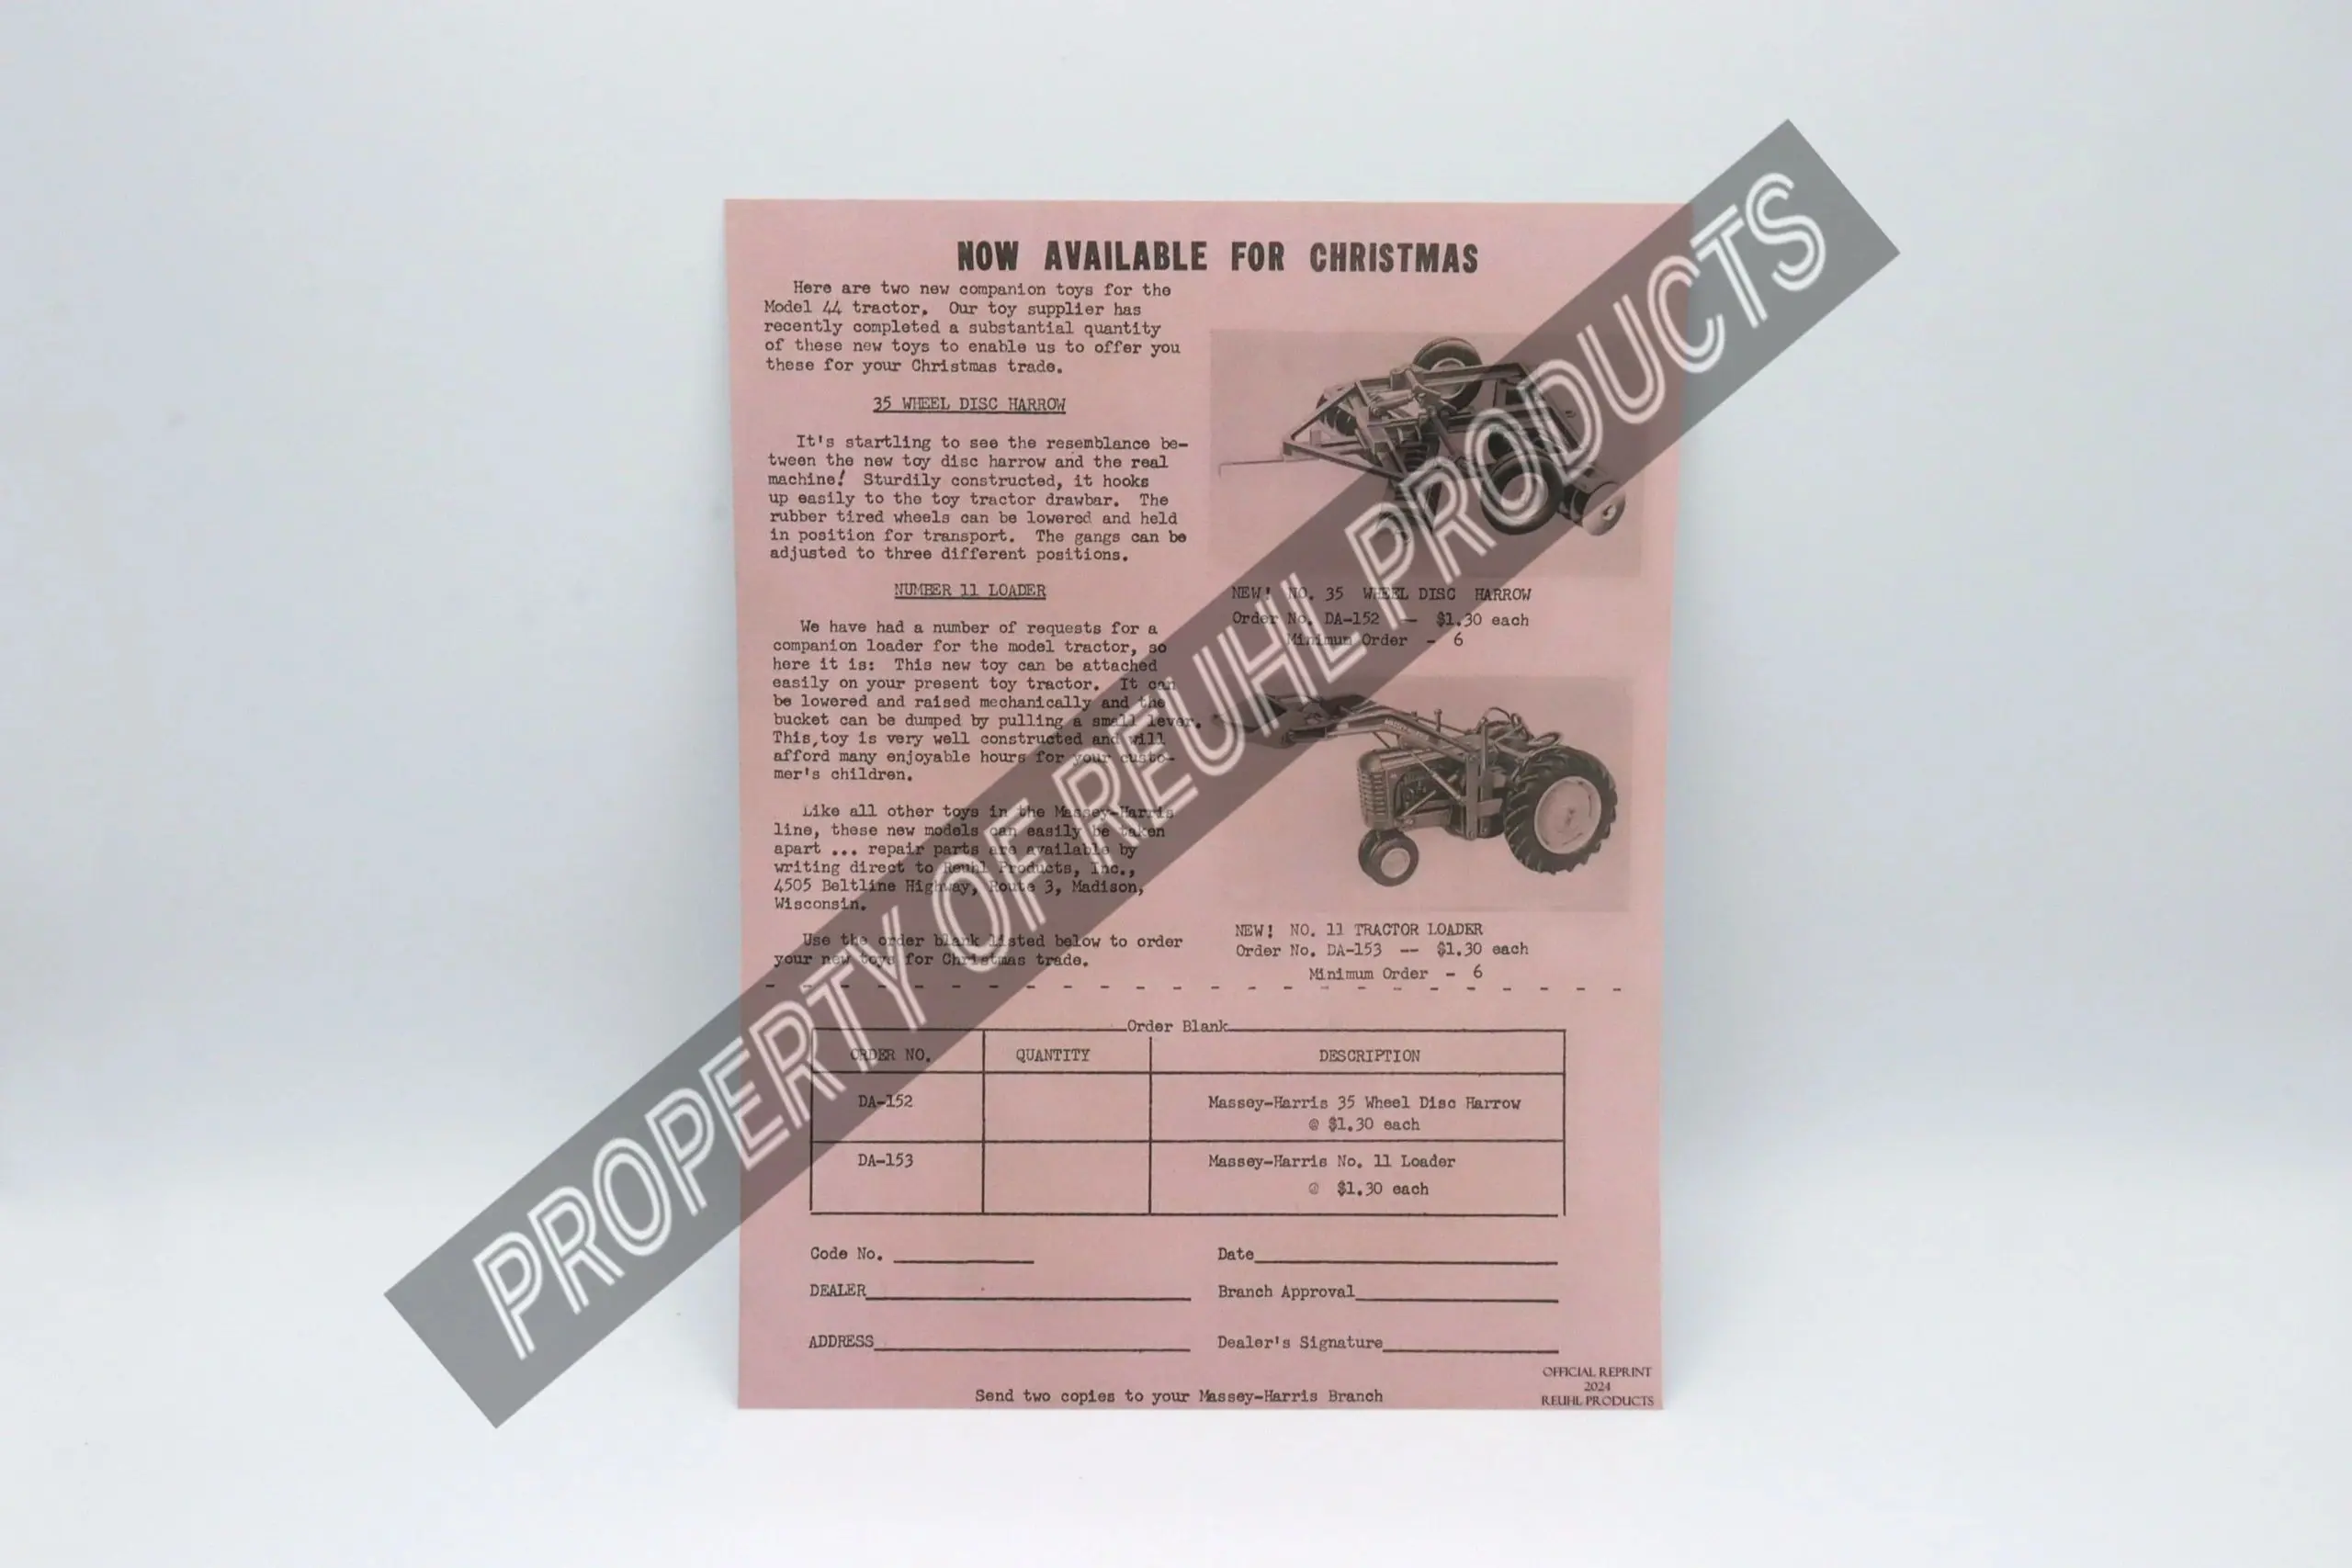 NOW AVAILABLE FOR CHRISTMAS
Here are two new companion toys for the
Model 44 tractor. Our toy supplier has
recently completed a substantial quantity
of these new toys to enable us to offer you
these for your Christmas trade.
35 WHEEL DISC HARROW
It's startling to see the resemblance be-
tween the new toy disc harrow and the real
machine! Sturdily constructed, it hooks
up easily to the toy tractor drawbar. The
rubber tired wheels can be lowered and held
in position for transport. The gangs can be
adjusted to three different positions.
NUMBER 11 LOADER
We have had a number of requests for a
companion loader for the model tractor, so
here it is: This new toy can be attached
easily on your present toy tractor. It can
be lowered and raised mechanically and the
bucket can be dumped by pulling a small lever.
This,toy is very well constructed and will
afford many enjoyable hours for your custo-
mer's children.
Like all other toys in the Massey-Harris
line, these new models can easily be taken
apart ... repair parts are available by
writing direct to Reuhl Products, Inc.,
4505 Beltline Highway, Route 3, Madison,
Wisconsin.
Use the order blank listed below to order
your new toys for Christmas trade.
NEW! NO. 35 WHEEL DISC HARROW
Order No. DA-152 — $1.30 each
Minimum Order - 6
NEW! NO. 11 TRACTOR LOADER
Order No. DA-153 -- $1.30 each
Minimum Order - 6
Order Blank
ORDER NO. QUANTITY DESCRIPTION
DA-152 Massey-Harris 35 Wheel Disc Harrow
@ $1.30 each
DA-153 Massey-Harris No. 11 Loader
@ $1.30 each
Code No. Date
DEALER Branch Approval
ADDRESS Dealer's Signature
Send two copies to your Massey-Harris Branch
OFFICIAL REPRINT
2024
REUHL PRODUCTS
PROPERTY OF REUHL PRODUCTS